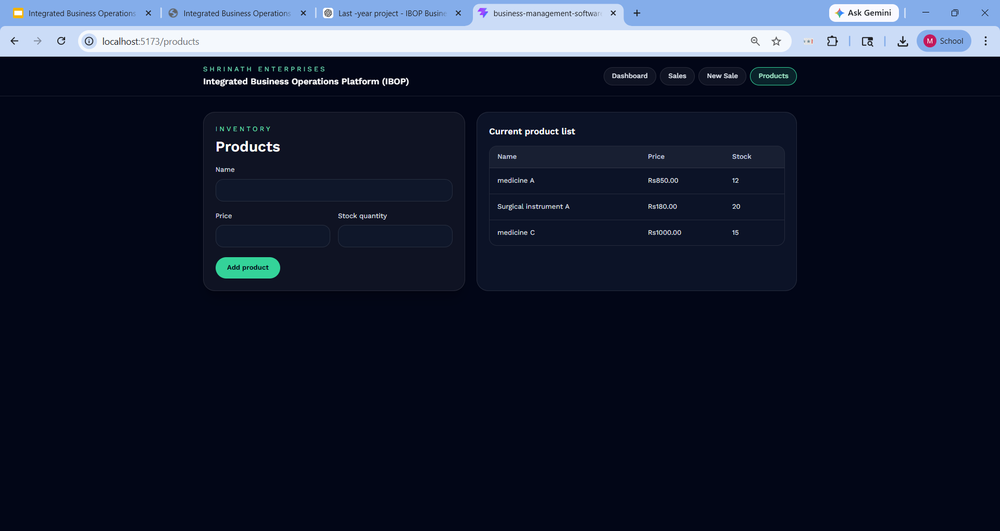 Integrated Business Operations
Integrated Business Operations
Last -year project - IBOP Busine
business-management-software
Ask Gemini
localhost:5173/products
M School
SHRINATH ENTERPRISES
Integrated Business Operations Platform (IBOP)
Dashboard
Sales
New Sale
Products
INVENTORY
Products
Name
Price
Stock quantity
Add product
Current product list
Name Price Stock
medicine A Rs850.00 12
Surgical instrument A Rs180.00 20
medicine C Rs1000.00 15